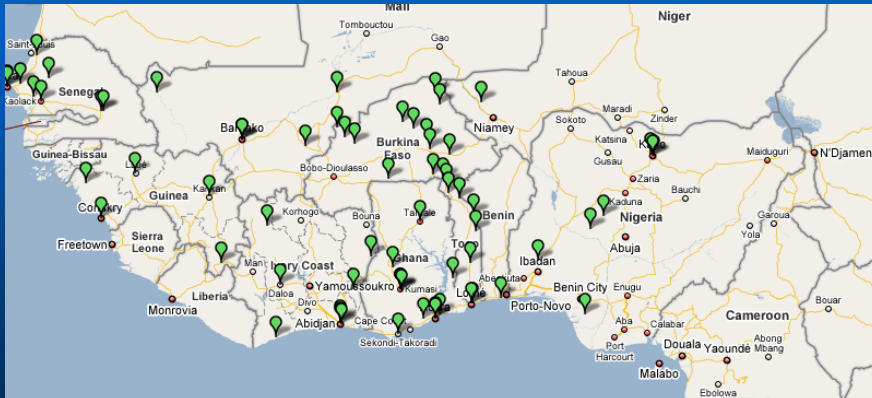 Mali
Niger
Tombouctou
Gao
Saint-Louis
Tahoua
Senegal
Kaolack
Maradi
Zinder
Niamey
Sokoto
Katsina
Bamako
Kano
Gusau
Maiduguri
N'Djamen
Burkina
Faso
Guinea-Bissau
Bobo-Dioulasso
Zaria
Kaduna
Bauchi
Guinea
Kankan
Conakry
Korhogo
Bouna
Tamale
Benin
Nigeria
Garoua
Yola
Freetown
Sierra
Leone
Abuja
Togo
Ghana
Ibadan
Ngaoundere
Man
Ivory Coast
Daloa
Yamoussoukro
Kumasi
Abeokuta
Benin City
Enugu
Liberia
Divo
Lomé
Porto-Novo
Monrovia
Abidjan
Cape Co
Sekondi-Takoradi
Aba
Calabar
Port
Harcourt
Cameroon
Bouar
Douala
Yaoundé
Abong
Mbang
Malabo
Ebolowa